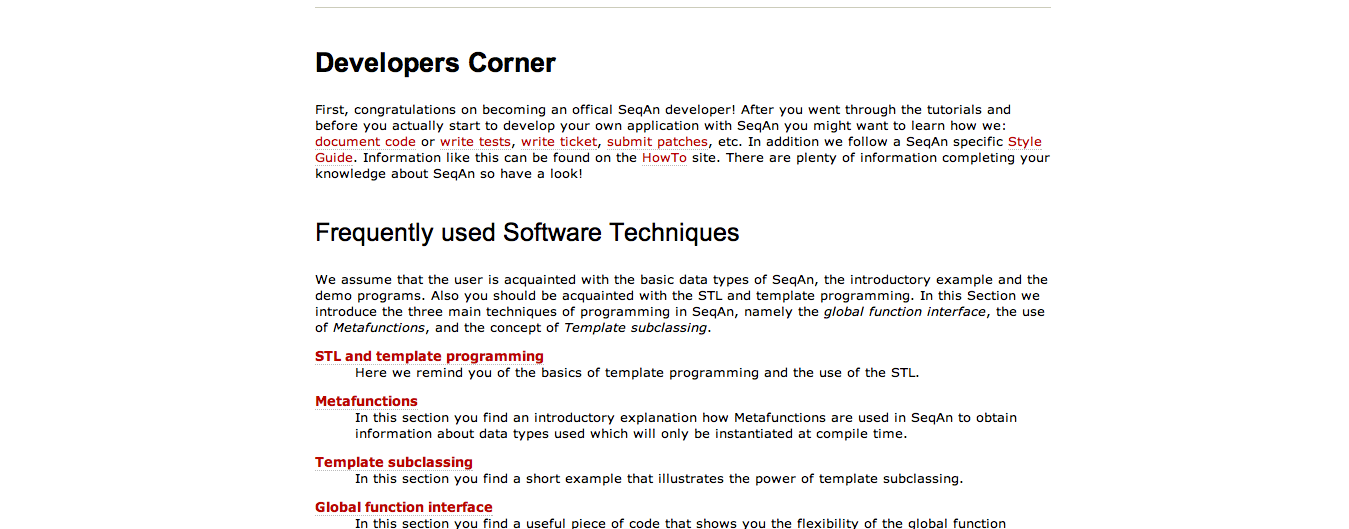 Developers Corner
First, congratulations on becoming an offical SeqAn developer! After you went through the tutorials and
before you actually start to develop your own application with SeqAn you might want to learn how we:
document code or write tests, write ticket, submit patches, etc. In addition we follow a SeqAn specific Style
Guide. Information like this can be found on the HowTo site. There are plenty of information completing your
knowledge about SeqAn so have a look!
Frequently used Software Techniques
We assume that the user is acquainted with the basic data types of SeqAn, the introductory example and the
demo programs. Also you should be acquainted with the STL and template programming. In this Section we
introduce the three main techniques of programming in SeqAn, namely the global function interface, the use
of Metafunctions, and the concept of Template subclassing.
STL and template programming
Here we remind you of the basics of template programming and the use of the STL.
Metafunctions
In this section you find an introductory explanation how Metafunctions are used in SeqAn to obtain
information about data types used which will only be instantiated at compile time.
Template subclassing
In this section you find a short example that illustrates the power of template subclassing.
Global function interface
In this section you find a useful piece of code that shows you the flexibility of the global function